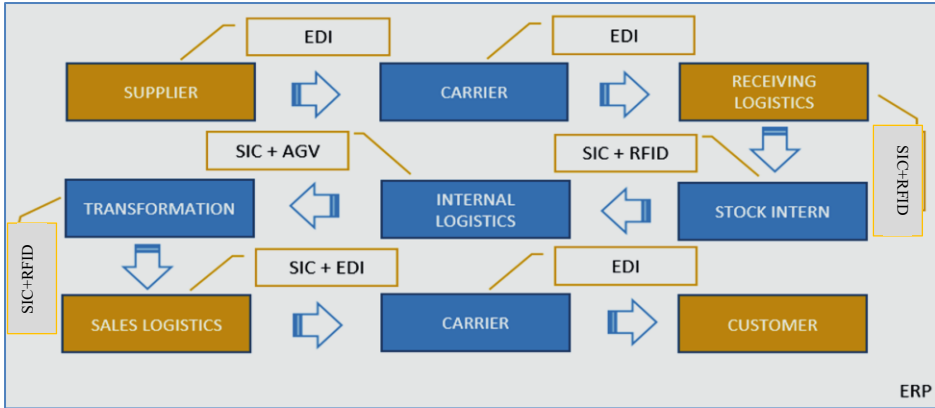 EDI
EDI
SUPPLIER
CARRIER
RECEIVING
LOGISTICS
SIC + AGV
SIC + RFID
SIC+RFID
TRANSFORMATION
INTERNAL
LOGISTICS
STOCK INTERN
SIC+RFID
SIC + EDI
EDI
SALES LOGISTICS
CARRIER
CUSTOMER
ERP